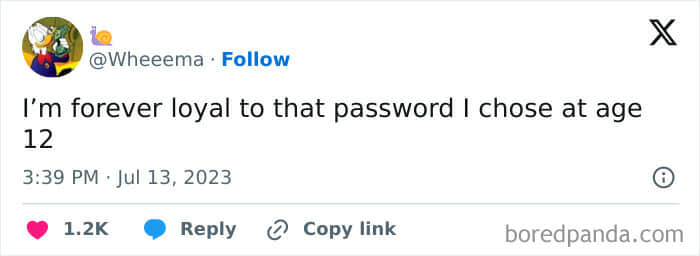 🐌
@Wheeema · Follow
I’m forever loyal to that password I chose at age
12
3:39 PM · Jul 13, 2023
1.2K Reply Copy link
boredpanda.com